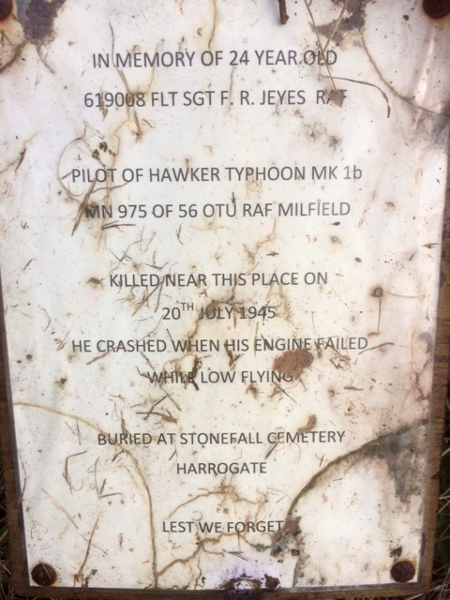 IN MEMORY OF 24 YEAR OLD
619008 FLT SGT F. R. JEYES RAF
PILOT OF HAWKER TYPHOON MK 1b
MN 975 OF 56 OTU RAF MILFIELD
KILLED NEAR THIS PLACE ON
20TH JULY 1945
HE CRASHED WHEN HIS ENGINE FAILED
WHILE LOW FLYING
BURIED AT STONEFALL CEMETERY
HARROGATE
LEST WE FORGET